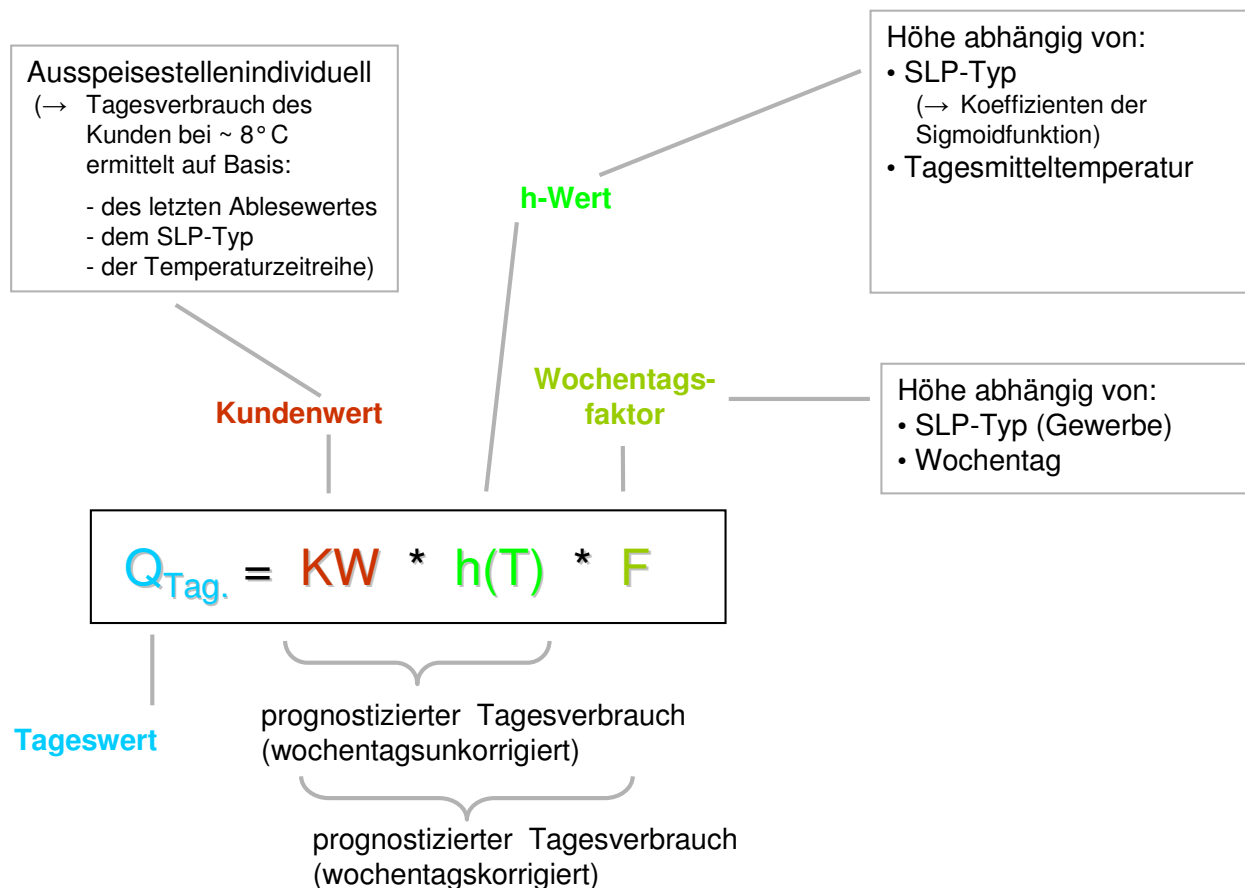 Ausspeisestellenindividuell
(→ Tagesverbrauch des
Kunden bei ~ 8°C
ermittelt auf Basis:
- des letzten Ablesewertes
- dem SLP-Typ
- der Temperaturzeitreihe)
Höhe abhängig von:
• SLP-Typ
(→ Koeffizienten der
Sigmoidfunktion)
• Tagesmitteltemperatur
h-Wert
Wochentags-
faktor
Kundenwert
Höhe abhängig von:
• SLP-Typ (Gewerbe)
• Wochentag
Q_Tag. = KW * h(T) * F
Tageswert
prognostizierter Tagesverbrauch
(wochentagsunkorrigiert)
prognostizierter Tagesverbrauch
(wochentagskorrigiert)